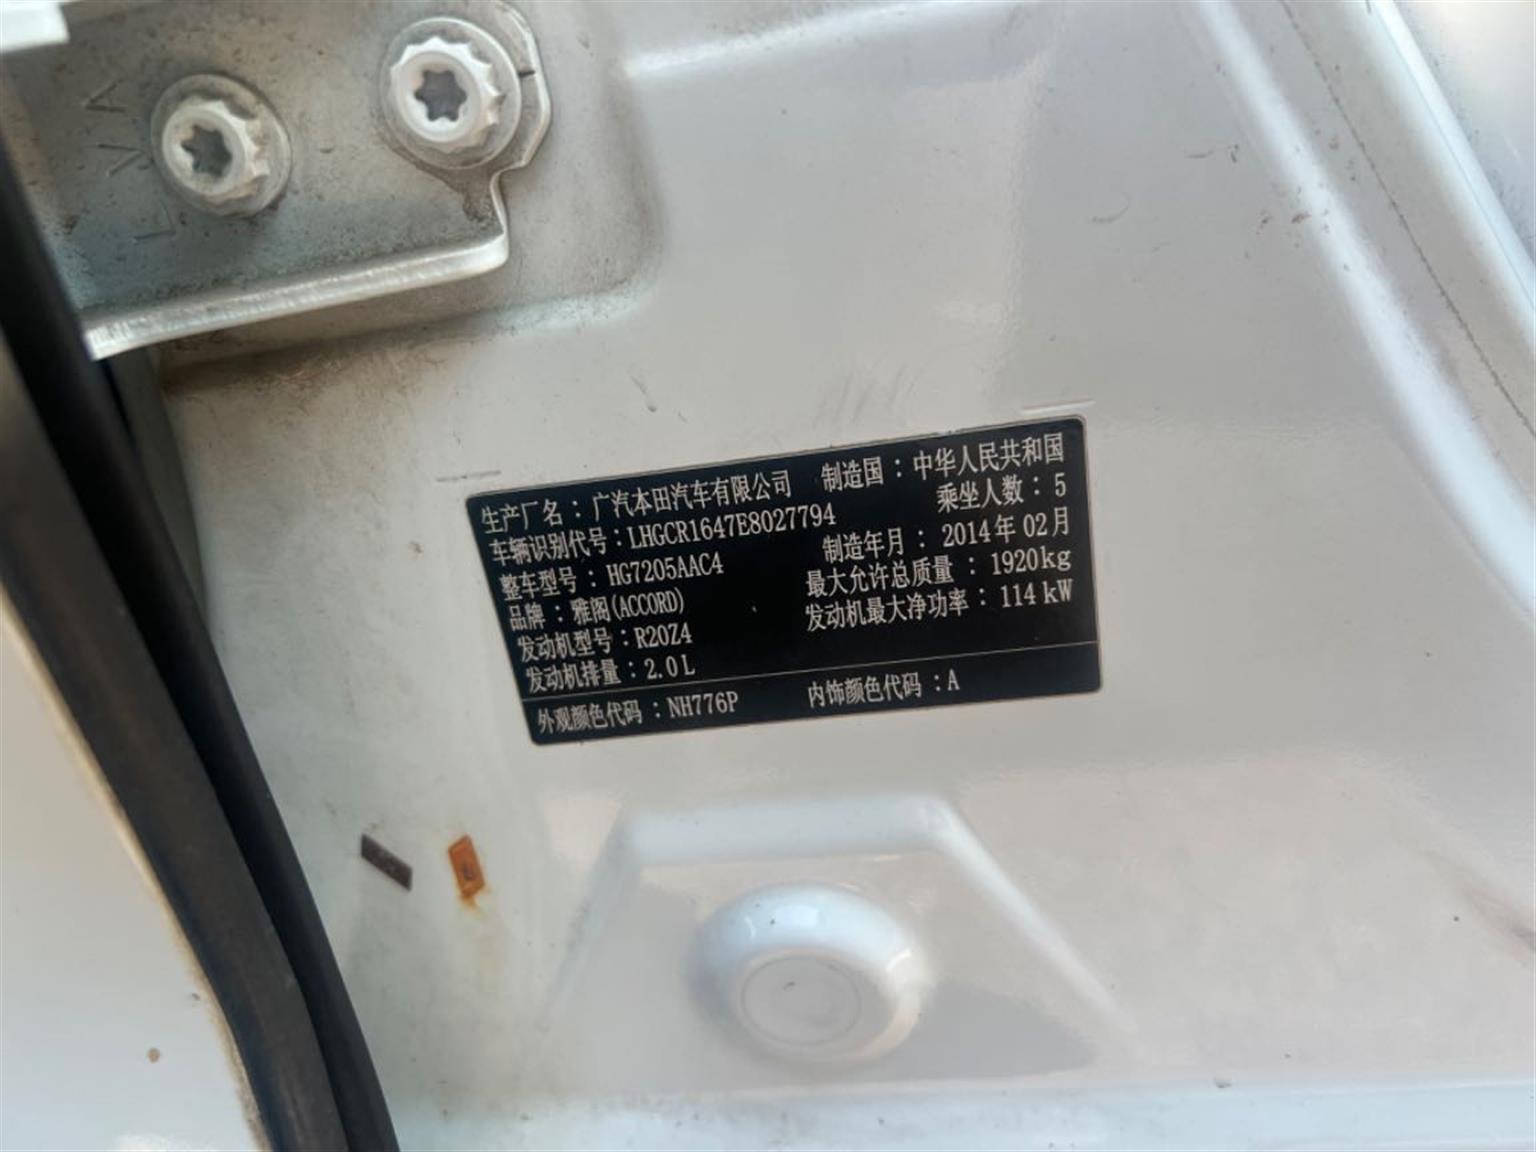 LVA
生产厂名：广汽本田汽车有限公司 制造国：中华人民共和国
车辆识别代号：LHGCR1647E8027794 乘坐人数：5
整车型号：HG7205AAC4 制造年月：2014年02月
品牌：雅阁(ACCORD) 最大允许总质量：1920kg
发动机型号：R20Z4 发动机最大净功率：114kW
发动机排量：2.0L
外观颜色代码：NH776P 内饰颜色代码：A